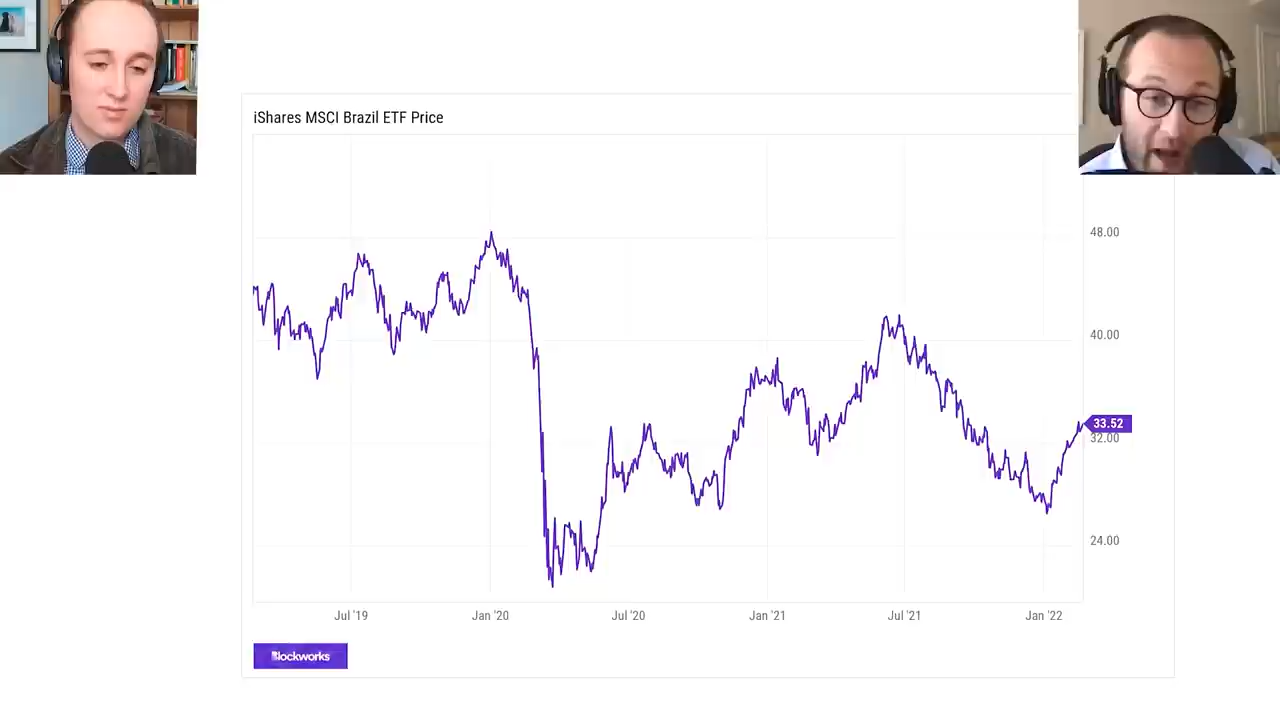 iShares MSCI Brazil ETF Price
48.00
40.00
33.52
32.00
24.00
Jul '19
Jan '20
Jul '20
Jan '21
Jul '21
Jan '22
Blockworks